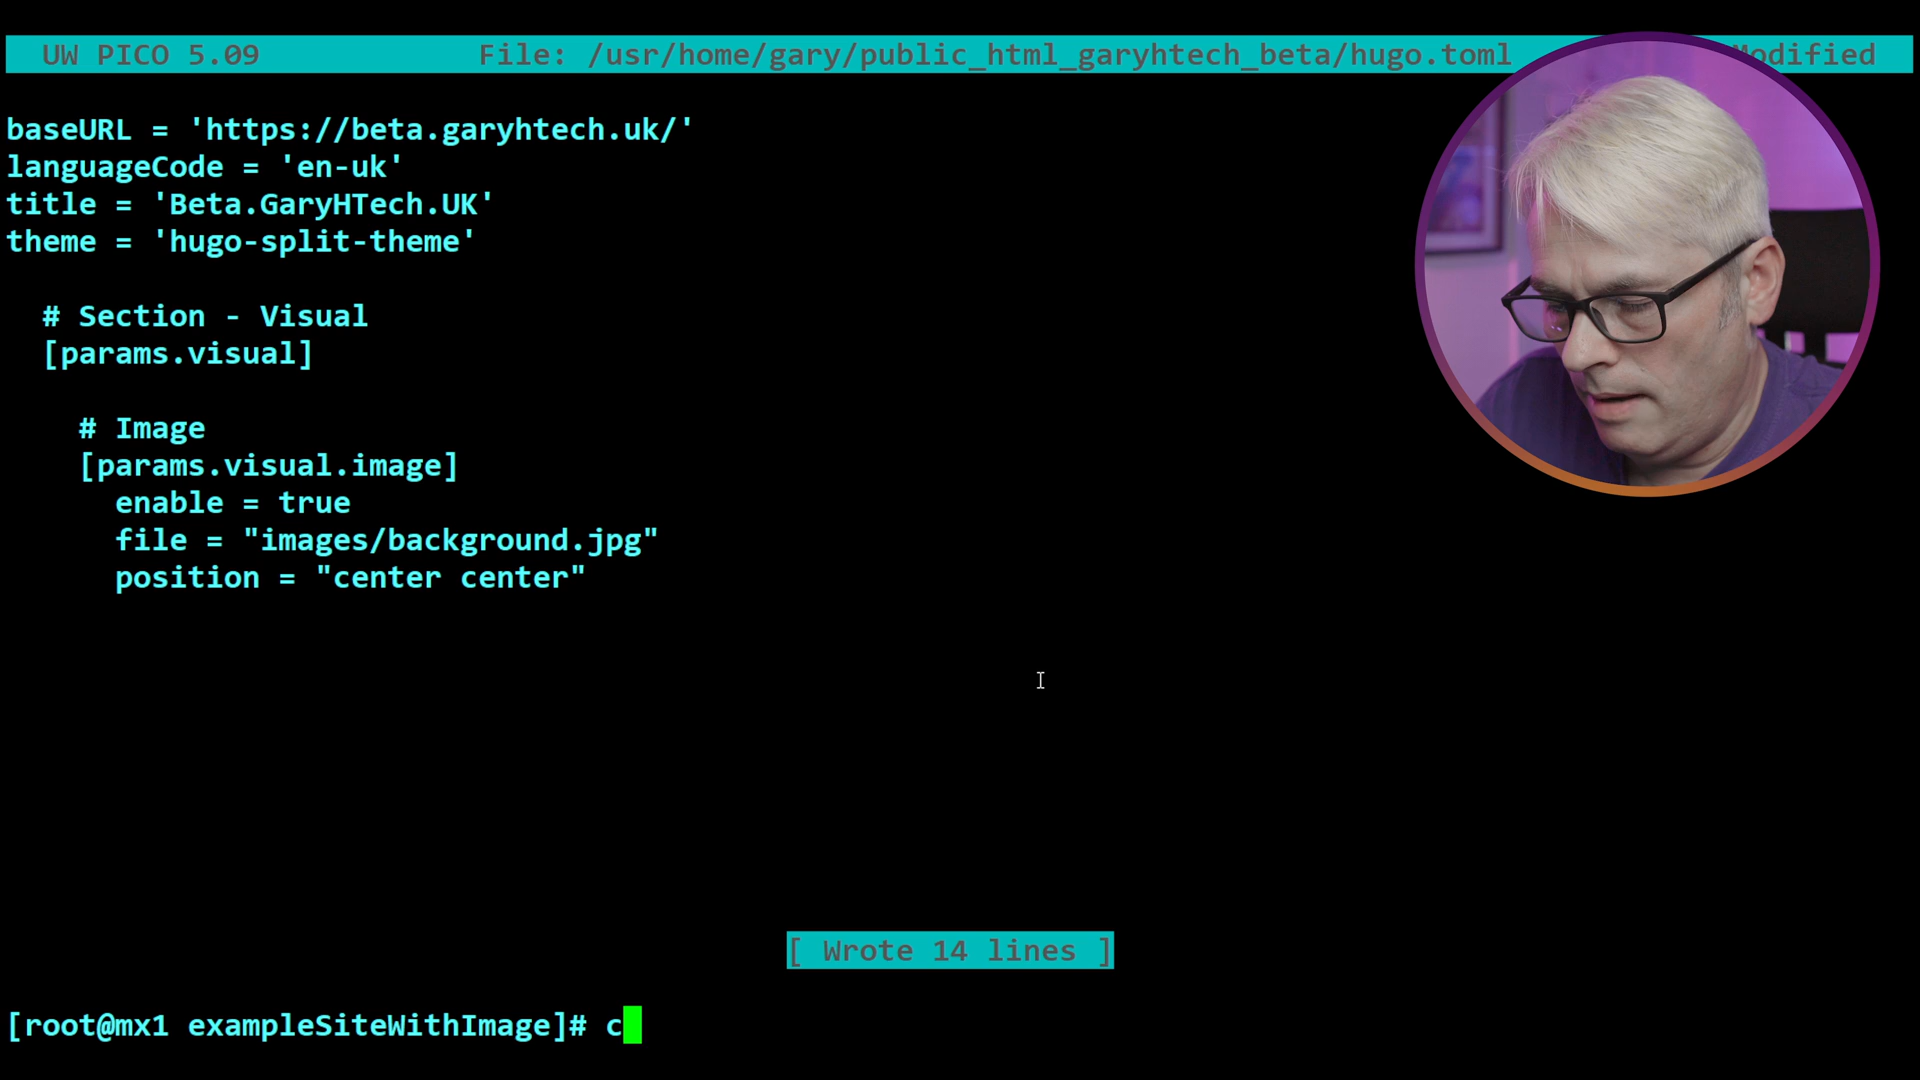 UW PICO 5.09 File: /usr/home/gary/public_html_garyhtech_beta/hugo.toml odified
baseURL = 'https://beta.garyhtech.uk/'
languageCode = 'en-uk'
title = 'Beta.GaryHTech.UK'
theme = 'hugo-split-theme'
# Section - Visual
[params.visual]
# Image
[params.visual.image]
enable = true
file = "images/background.jpg"
position = "center center"
[ Wrote 14 lines ]
[root@mx1 exampleSiteWithImage]# c